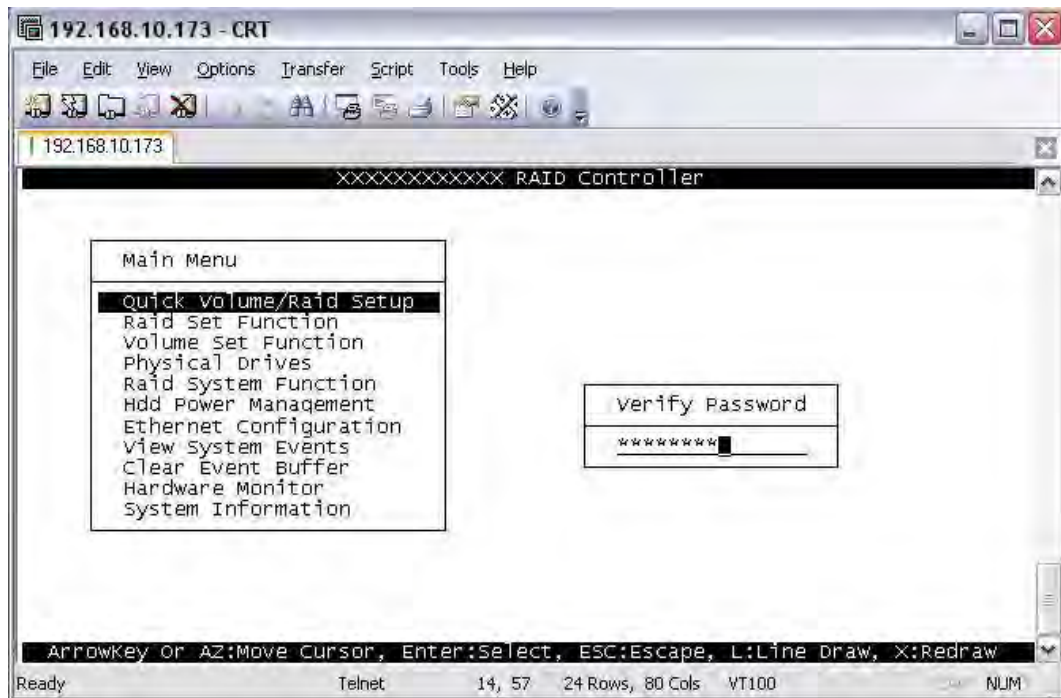 192.168.10.173 - CRT
File Edit View Options Transfer Script Tools Help
192.168.10.173
XXXXXXXXXXXX RAID Controller
Main Menu
Quick Volume/Raid Setup
Raid Set Function
Volume Set Function
Physical Drives
Raid System Function
Hdd Power Management
Ethernet Configuration
View System Events
Clear Event Buffer
Hardware Monitor
System Information
Verify Password
********
ArrowKey Or AZ:Move Cursor, Enter:Select, ESC:Escape, L:Line Draw, X:Redraw
Ready Telnet 14, 57 24 Rows, 80 Cols VT100 NUM